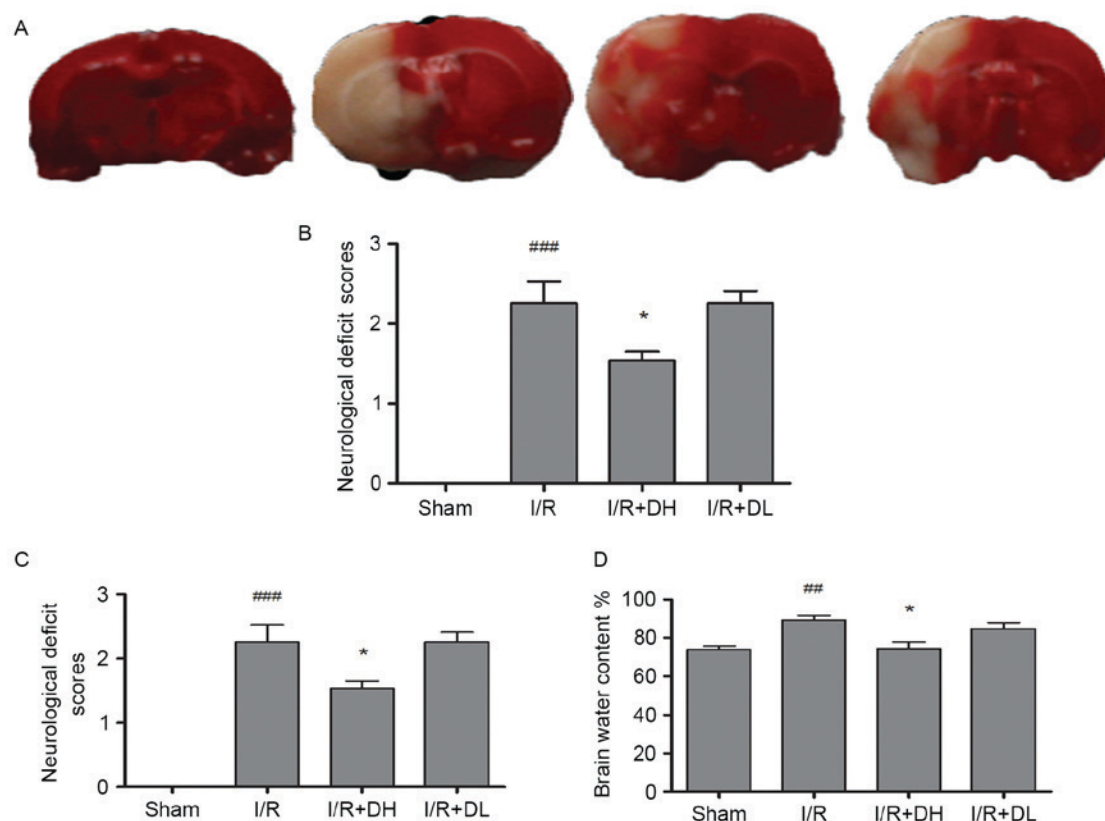 A
B
Neurological deficit scores
3
2
1
0
###
*
Sham I/R I/R+DH I/R+DL
C
Neurological deficit
scores
3
2
1
0
###
*
Sham I/R I/R+DH I/R+DL
D
Brain water content %
100
80
60
40
20
0
##
*
Sham I/R I/R+DH I/R+DL